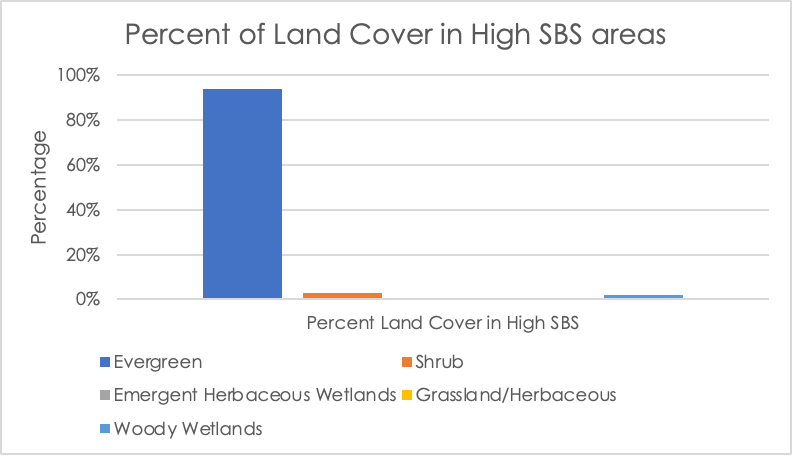 Percent of Land Cover in High SBS areas
Percentage
100%
80%
60%
40%
20%
0%
Percent Land Cover in High SBS
Evergreen
Shrub
Emergent Herbaceous Wetlands
Grassland/Herbaceous
Woody Wetlands